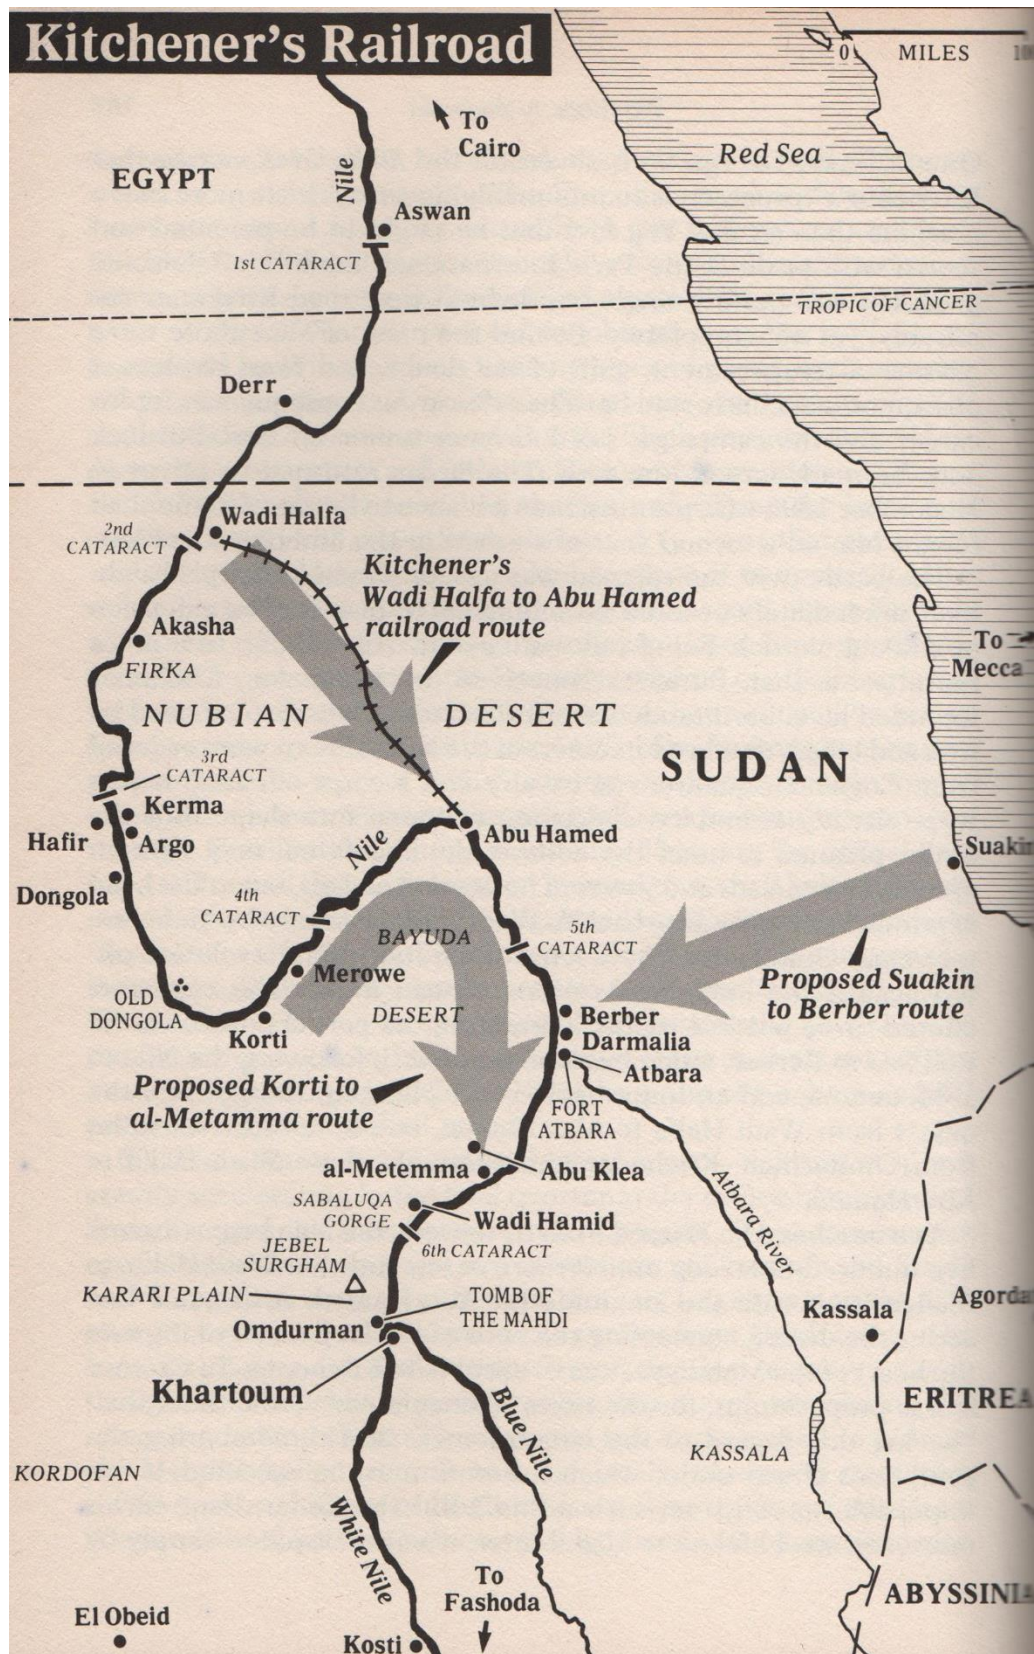 Kitchener's Railroad
0 MILES
To
Cairo
Red Sea
EGYPT
Nile
Aswan
1st CATARACT
TROPIC OF CANCER
Derr
Wadi Halfa
2nd
CATARACT
Kitchener's
Wadi Halfa to Abu Hamed
railroad route
Akasha
FIRKA
To
Mecca
NUBIAN DESERT
SUDAN
3rd
CATARACT
Kerma
Hafir
Argo
Nile
Abu Hamed
Suakin
Dongola
4th
CATARACT
BAYUDA
DESERT
5th
CATARACT
Merowe
Proposed Suakin
to Berber route
OLD
DONGOLA
Korti
Berber
Darmalia
Atbara
Proposed Korti to
al-Metamma route
FORT
ATBARA
al-Metemma
Abu Klea
SABALUQA
GORGE
Wadi Hamid
6th CATARACT
Atbara River
JEBEL
SURGHAM
KARARI PLAIN
TOMB OF
THE MAHDI
Omdurman
Kassala
Agordat
Khartoum
ERITREA
Blue Nile
KASSALA
KORDOFAN
White Nile
To
Fashoda
ABYSSINIA
El Obeid
Kosti